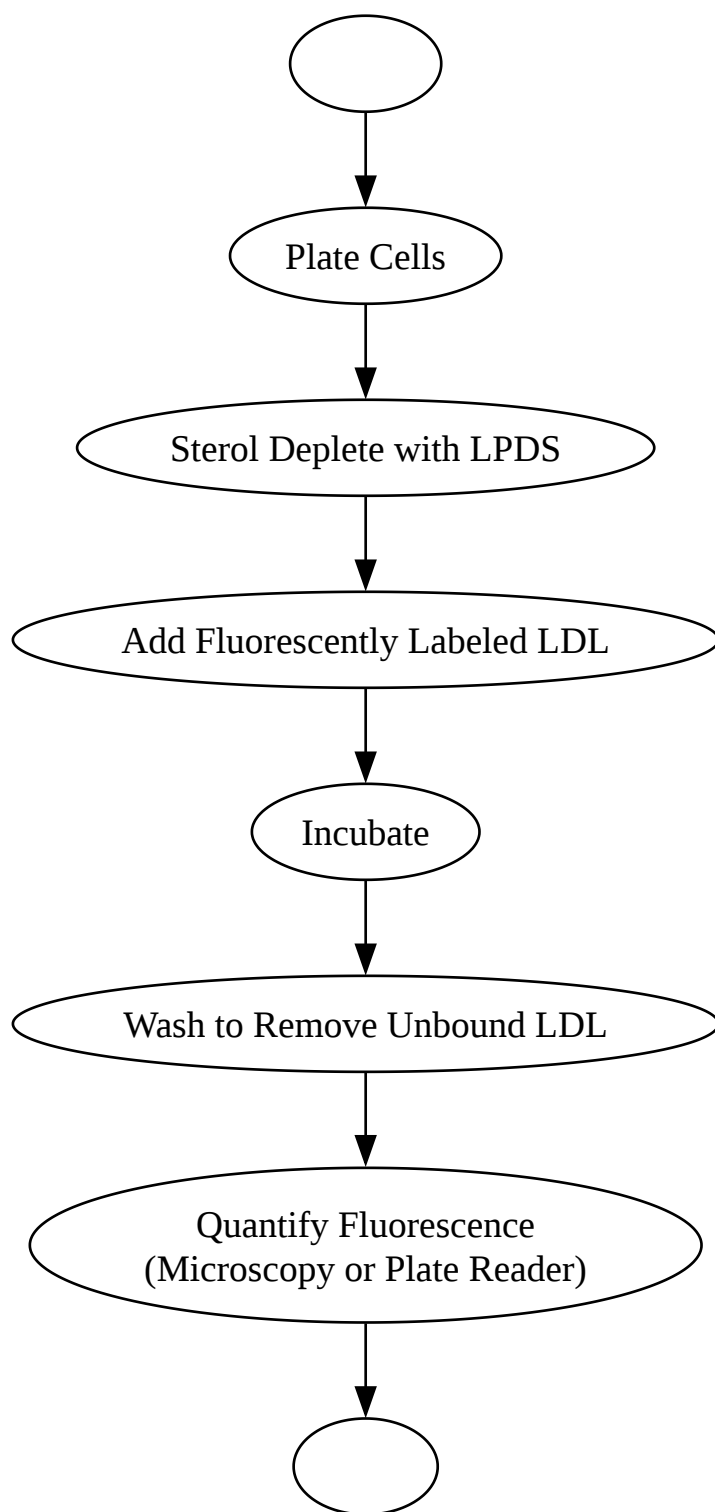 Plate Cells
Sterol Deplete with LPDS
Add Fluorescently Labeled LDL
Incubate
Wash to Remove Unbound LDL
Quantify Fluorescence
(Microscopy or Plate Reader)